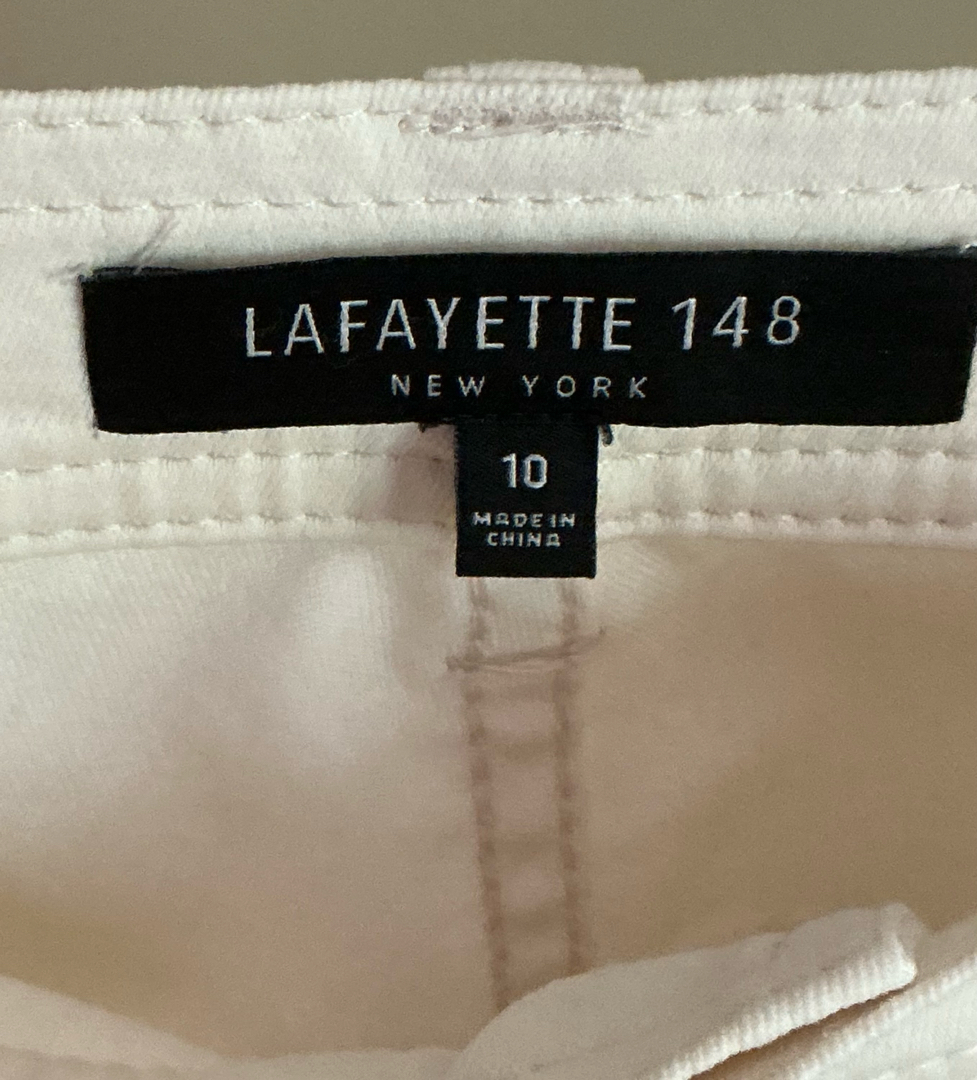 LAFAYETTE 148
NEW YORK
10
MADE IN
CHINA